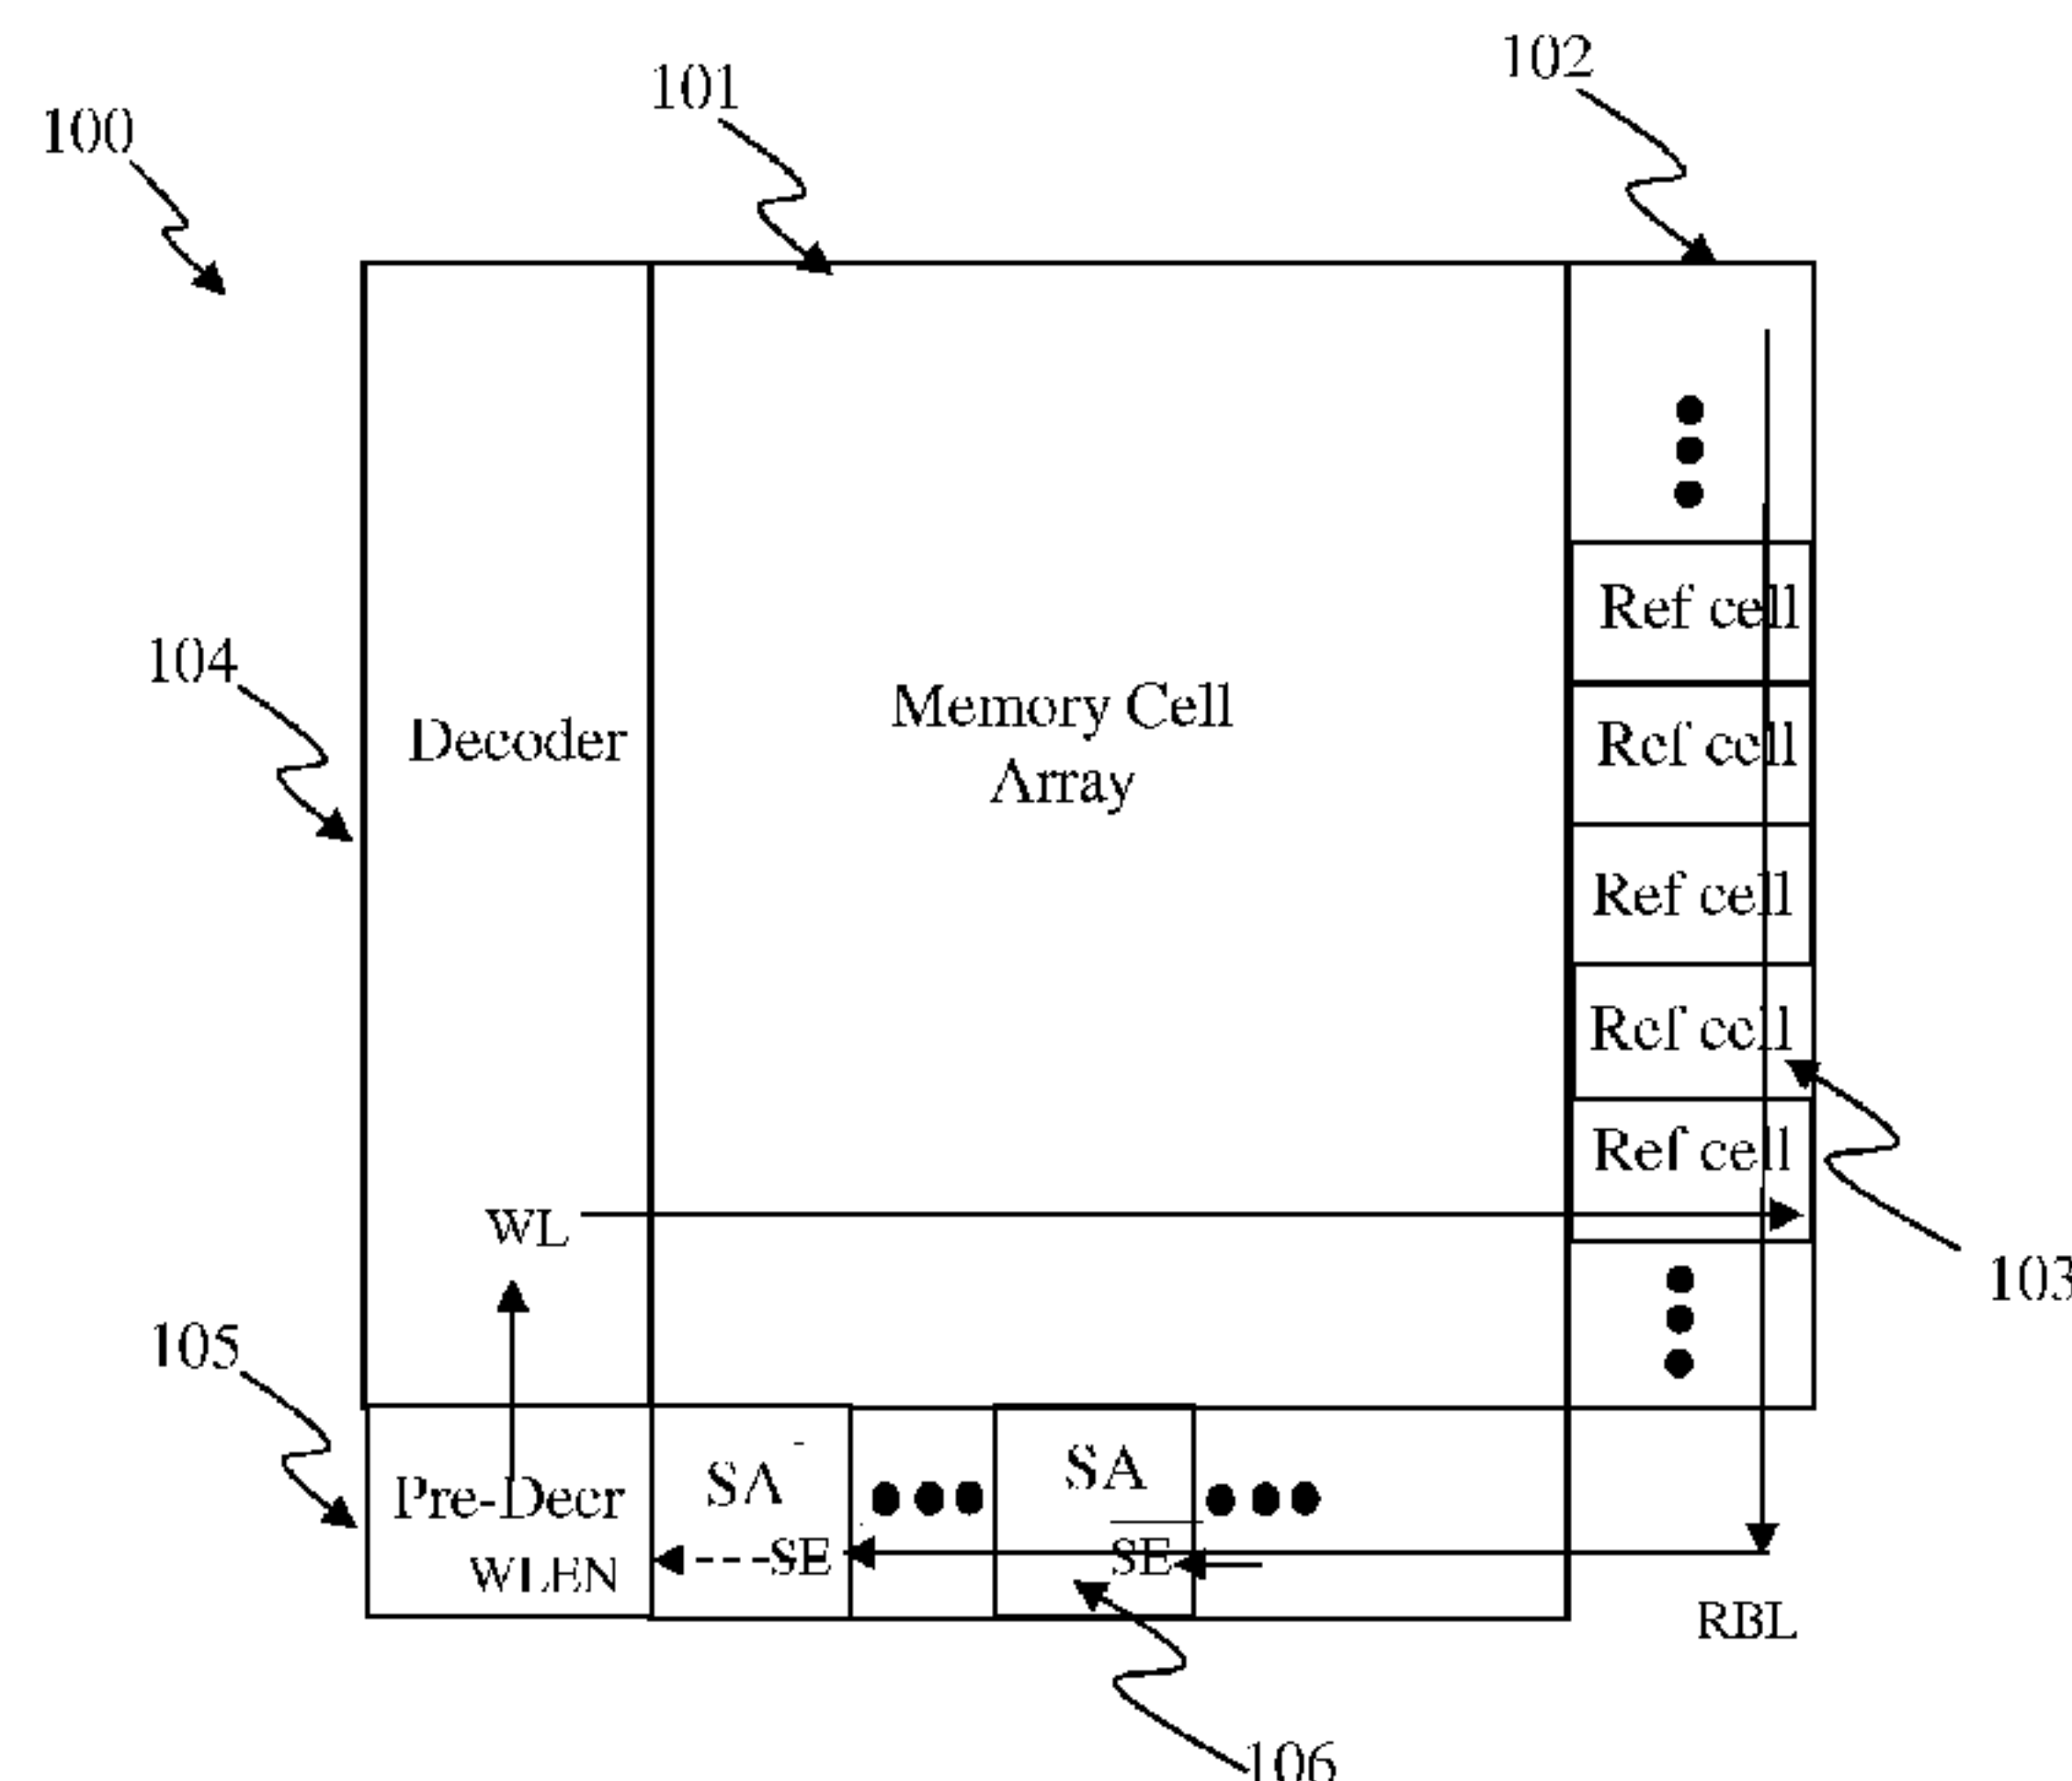 102
101
100
Ref cell
104
Ref cell
Decoder
Memory Cell
Array
Ref cell
Ref cell
Ref cell
WL
103
105
SA
SA
Pre-Decr
SE
SE
WLEN
RBL
106